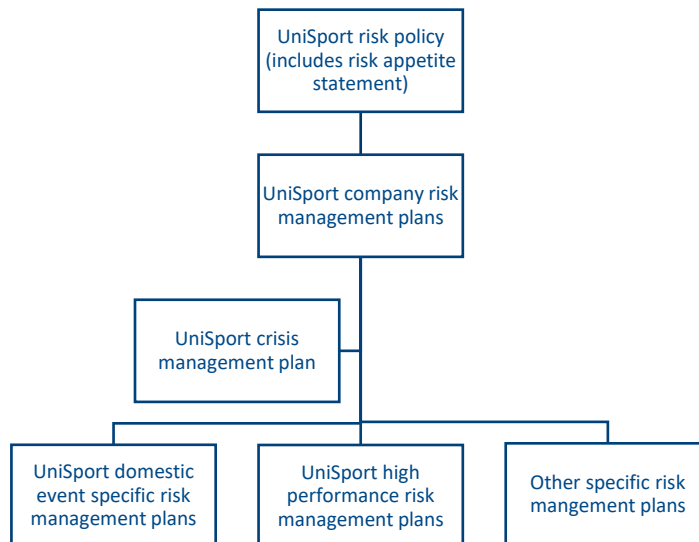 UniSport risk policy
(includes risk appetite
statement)
UniSport company risk
management plans
UniSport crisis
management plan
UniSport domestic
event specific risk
management plans
UniSport high
performance risk
management plans
Other specific risk
mangement plans